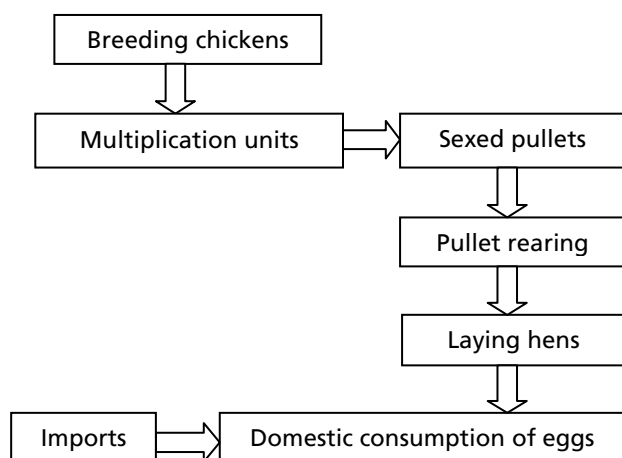 Breeding chickens
Multiplication units
Sexed pullets
Pullet rearing
Laying hens
Imports
Domestic consumption of eggs